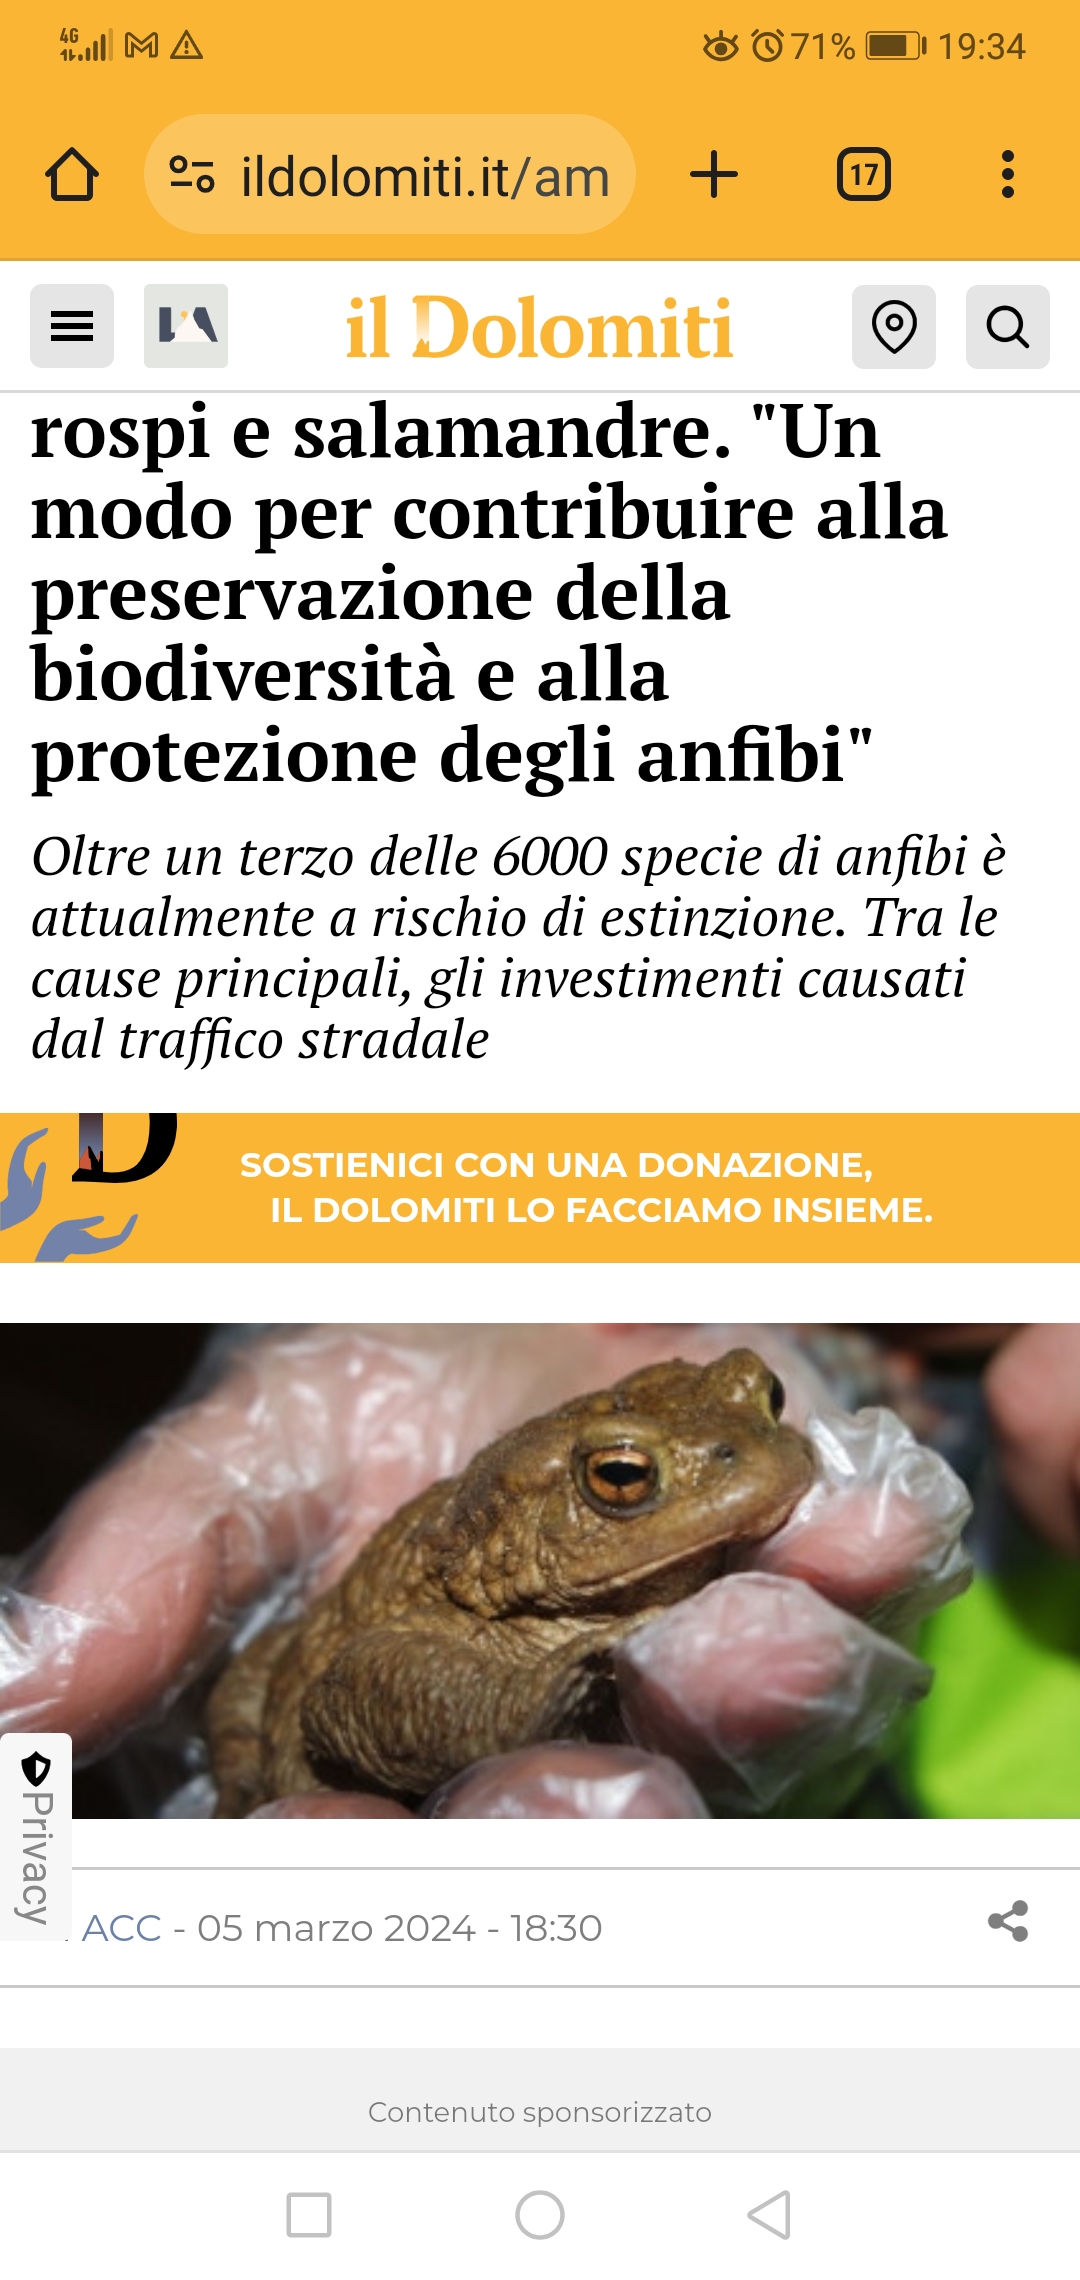 4G 71% 19:34
ildolomiti.it/am 17
il Dolomiti
rospi e salamandre. "Un
modo per contribuire alla
preservazione della
biodiversità e alla
protezione degli anfibi"
Oltre un terzo delle 6000 specie di anfibi è
attualmente a rischio di estinzione. Tra le
cause principali, gli investimenti causati
dal traffico stradale
D
SOSTIENICI CON UNA DONAZIONE,
IL DOLOMITI LO FACCIAMO INSIEME.
Privacy
ACC - 05 marzo 2024 - 18:30
Contenuto sponsorizzato